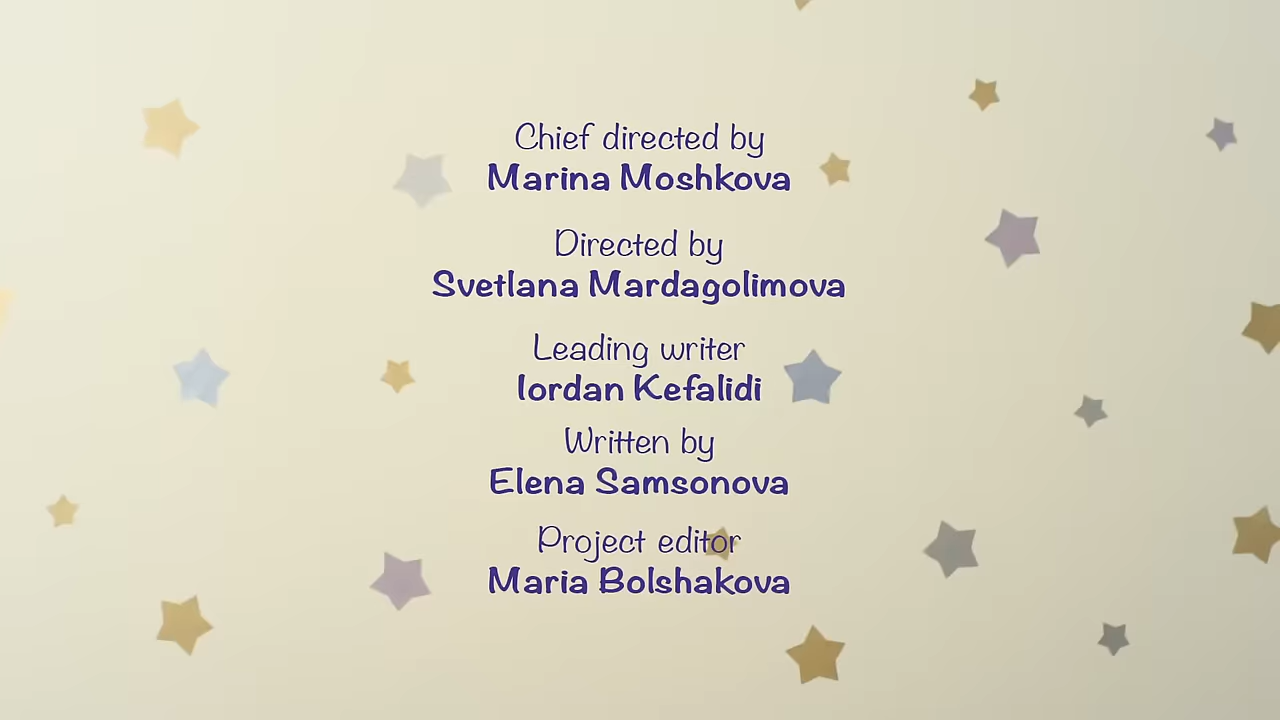 Chief directed by
Marina Moshkova
Directed by
Svetlana Mardagolimova
Leading writer
Iordan Kefalidi
Written by
Elena Samsonova
Project editor
Maria Bolshakova